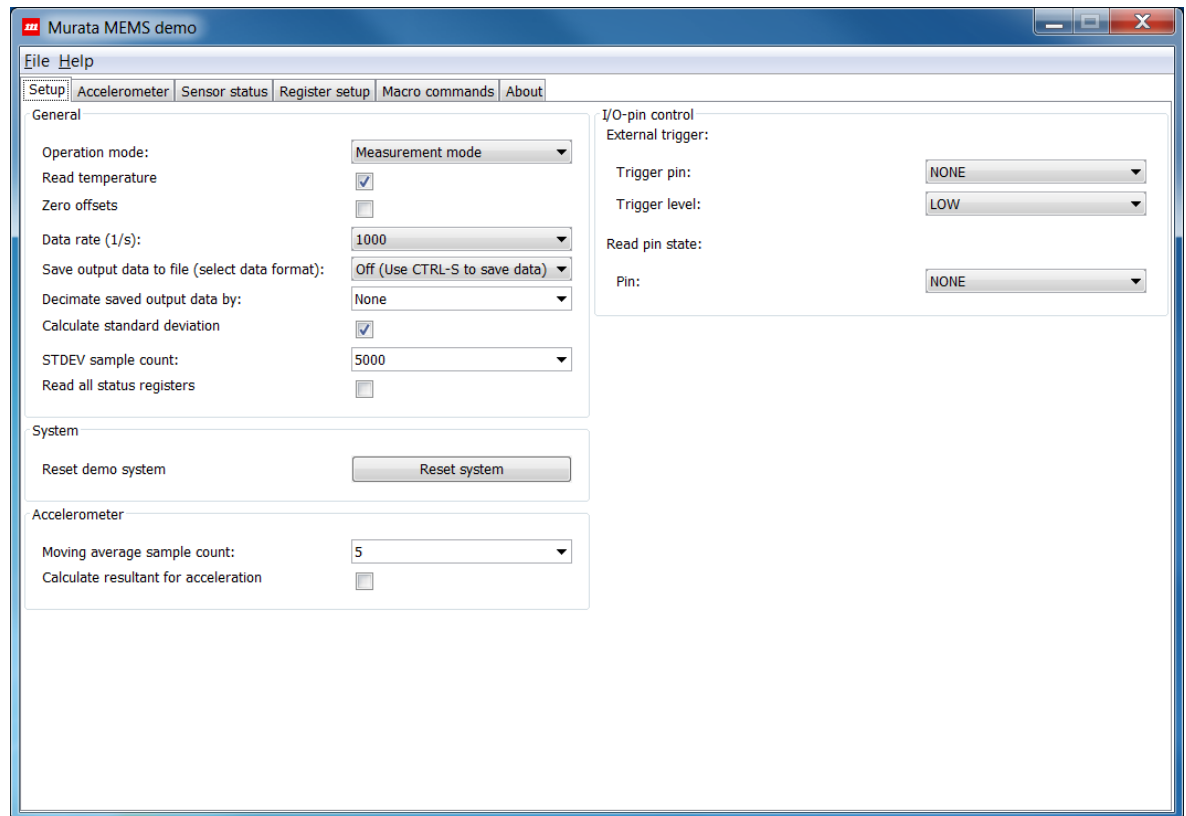 m Murata MEMS demo
File Help
Setup Accelerometer Sensor status Register setup Macro commands About
General
Operation mode: Measurement mode
Read temperature
Zero offsets
Data rate (1/s): 1000
Save output data to file (select data format): Off (Use CTRL-S to save data)
Decimate saved output data by: None
Calculate standard deviation
STDEV sample count: 5000
Read all status registers
System
Reset demo system Reset system
Accelerometer
Moving average sample count: 5
Calculate resultant for acceleration
I/O-pin control
External trigger:
Trigger pin: NONE
Trigger level: LOW
Read pin state:
Pin: NONE